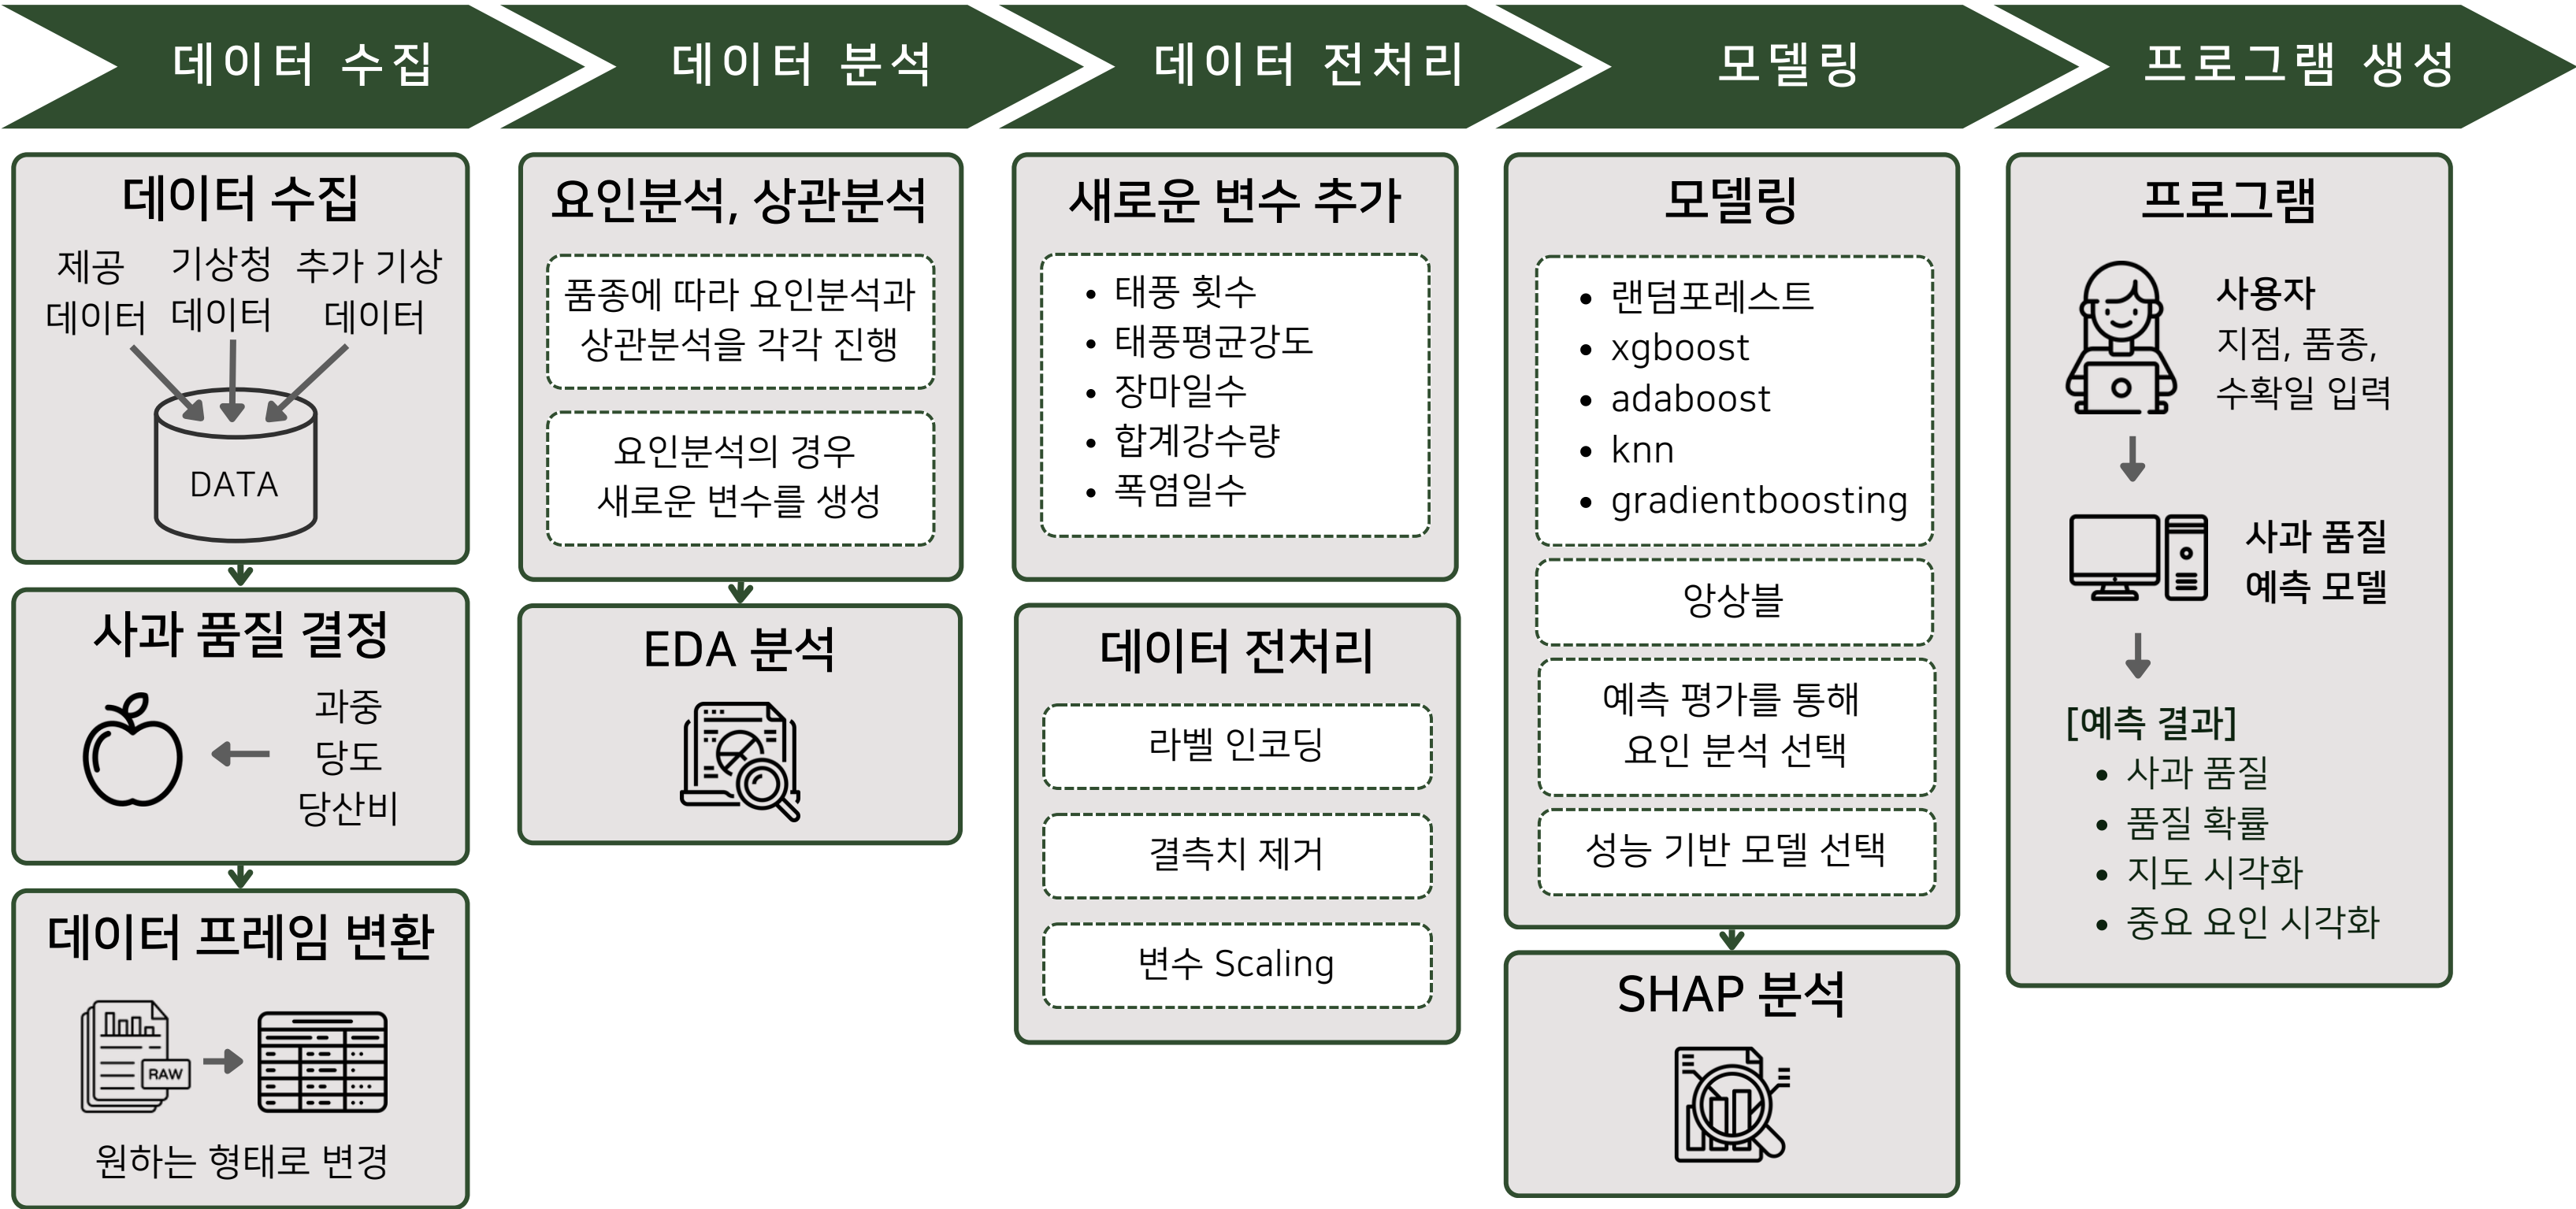 데이터 수집
데이터 분석
데이터 전처리
모델링
프로그램 생성
데이터 수집
제공
데이터
기상청
데이터
추가 기상
데이터
DATA
사과 품질 결정
과중
당도
당산비
데이터 프레임 변환
RAW
원하는 형태로 변경
요인분석, 상관분석
품종에 따라 요인분석과
상관분석을 각각 진행
요인분석의 경우
새로운 변수를 생성
EDA 분석
새로운 변수 추가
• 태풍 횟수
• 태풍평균강도
• 장마일수
• 합계강수량
• 폭염일수
데이터 전처리
라벨 인코딩
결측치 제거
변수 Scaling
모델링
• 랜덤포레스트
• xgboost
• adaboost
• knn
• gradientboosting
앙상블
예측 평가를 통해
요인 분석 선택
성능 기반 모델 선택
SHAP 분석
프로그램
사용자
지점, 품종,
수확일 입력
사과 품질
예측 모델
[예측 결과]
• 사과 품질
• 품질 확률
• 지도 시각화
• 중요 요인 시각화